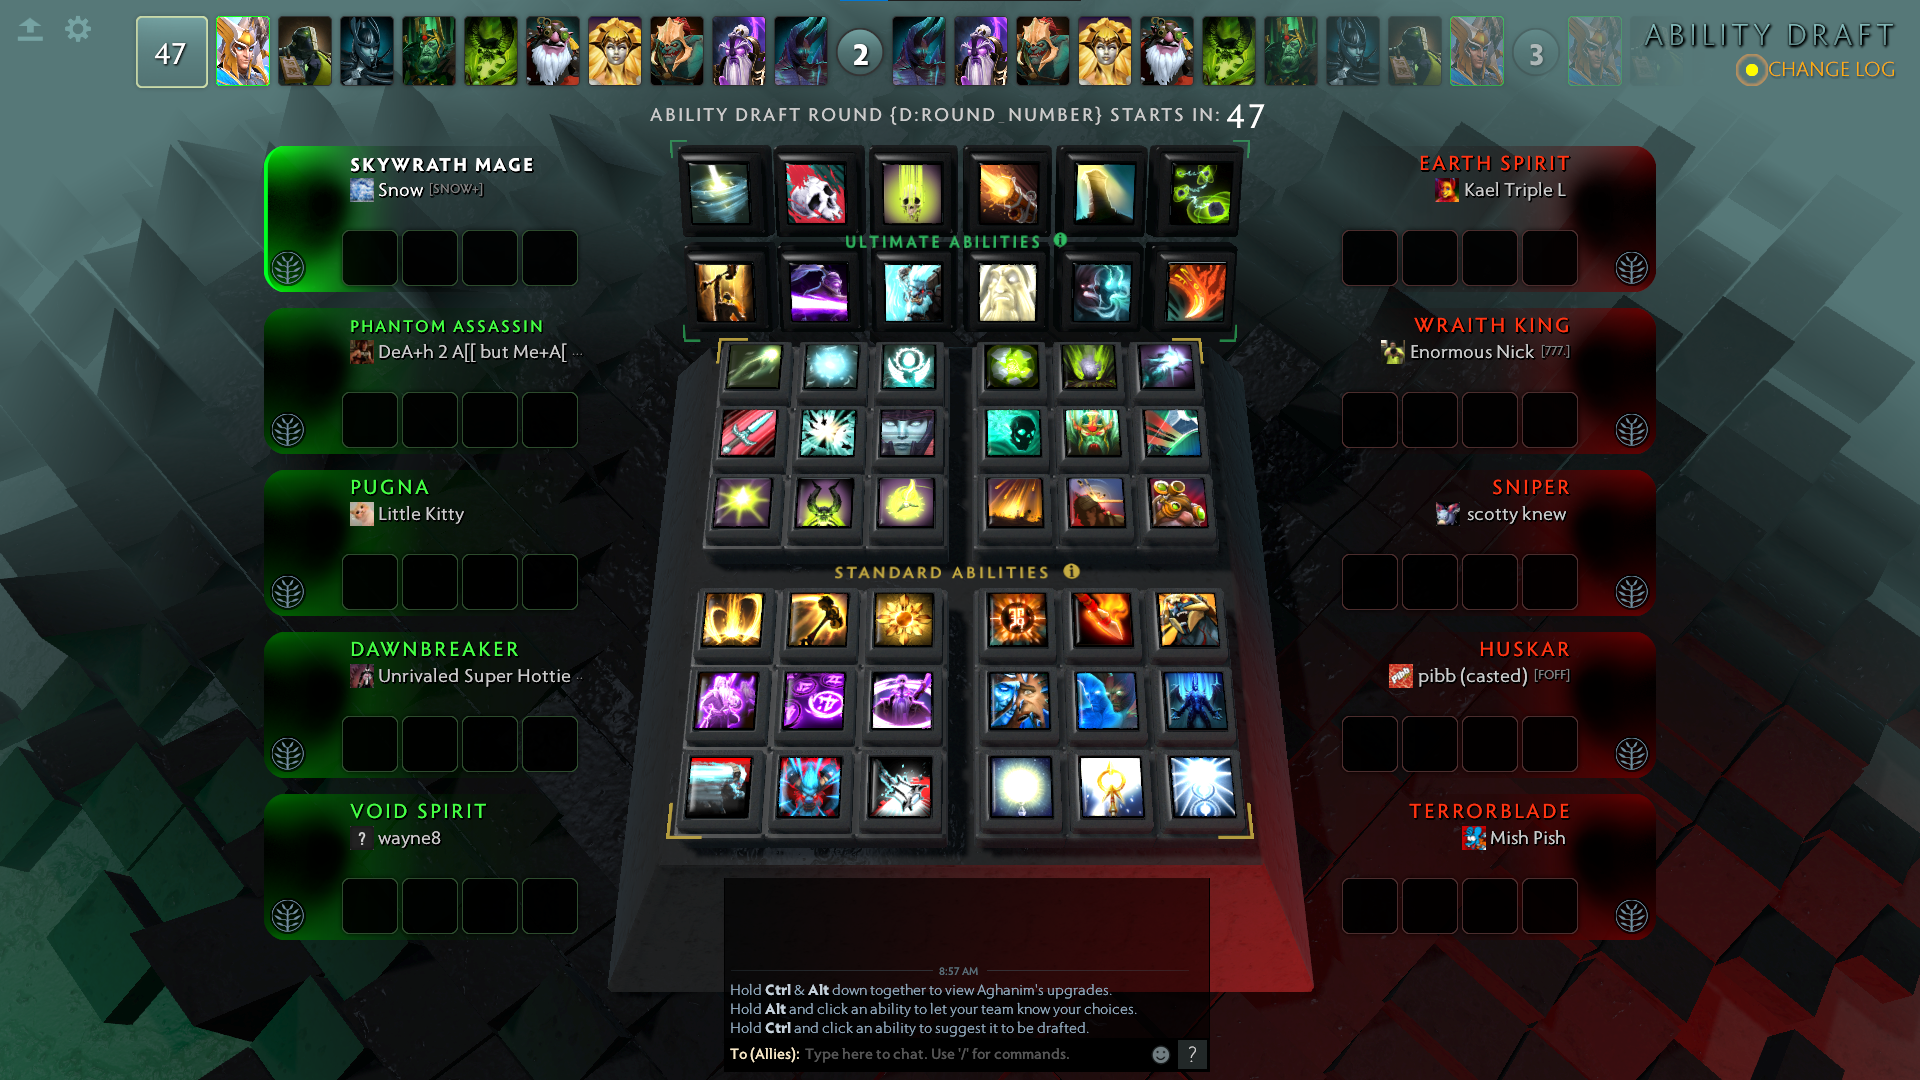 47
2
3
ABILITY DRAFT
CHANGE LOG
ABILITY DRAFT ROUND {D:ROUND_NUMBER} STARTS IN: 47
SKYWRATH MAGE
Snow [SNOW+]
PHANTOM ASSASSIN
DeA+h 2 A[[ but Me+A[ ...
PUGNA
Little Kitty
DAWNBREAKER
Unrivaled Super Hottie ..
VOID SPIRIT
? wayne8
ULTIMATE ABILITIES i
STANDARD ABILITIES i
EARTH SPIRIT
Kael Triple L
WRAITH KING
Enormous Nick [777.]
SNIPER
scotty knew
HUSKAR
pibb (casted) [FOFF]
TERRORBLADE
Mish Pish
8:57 AM
Hold Ctrl & Alt down together to view Aghanim's upgrades.
Hold Alt and click an ability to let your team know your choices.
Hold Ctrl and click an ability to suggest it to be drafted.
To (Allies): Type here to chat. Use '/' for commands. ?